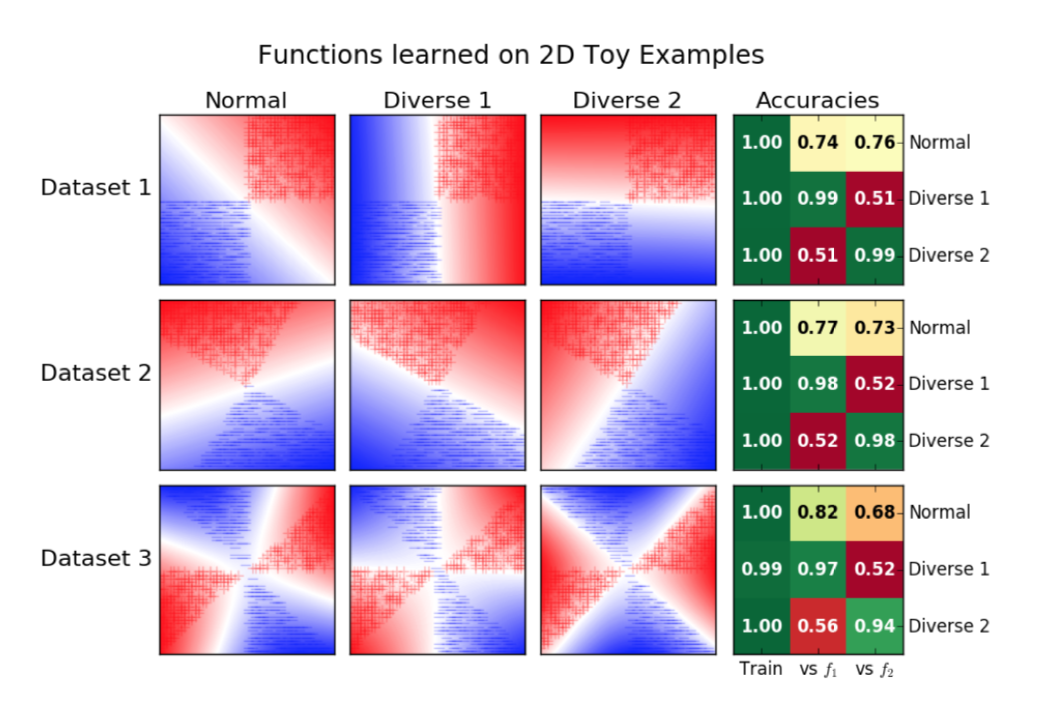 Functions learned on 2D Toy Examples
Normal Diverse 1 Diverse 2 Accuracies
Dataset 1
1.00 0.74 0.76 Normal
1.00 0.99 0.51 Diverse 1
1.00 0.51 0.99 Diverse 2
Dataset 2
1.00 0.77 0.73 Normal
1.00 0.98 0.52 Diverse 1
1.00 0.52 0.98 Diverse 2
Dataset 3
1.00 0.82 0.68 Normal
0.99 0.97 0.52 Diverse 1
1.00 0.56 0.94 Diverse 2
Train vs f₁ vs f₂